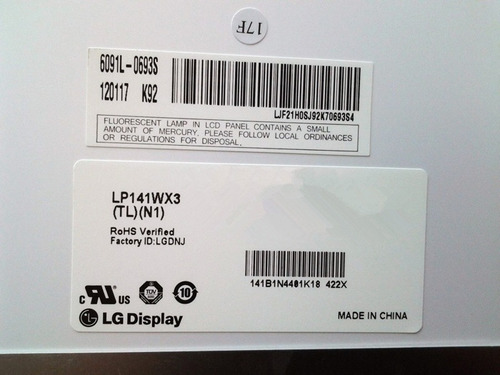 17F
6091L-0693S
120117 K92
LJF21H0SJ92K70693S4
FLUORESCENT LAMP IN LCD PANEL CONTAINS A SMALL
AMOUNT OF MERCURY. PLEASE FOLLOW LOCAL ORDINANCES
OR REGULATIONS FOR DISPOSAL.
LP141WX3
(TL)(N1)
RoHS Verified
Factory ID:LGDNJ
141B1N4401K18 422X
c RU US
TUV
10
LG Display
MADE IN CHINA